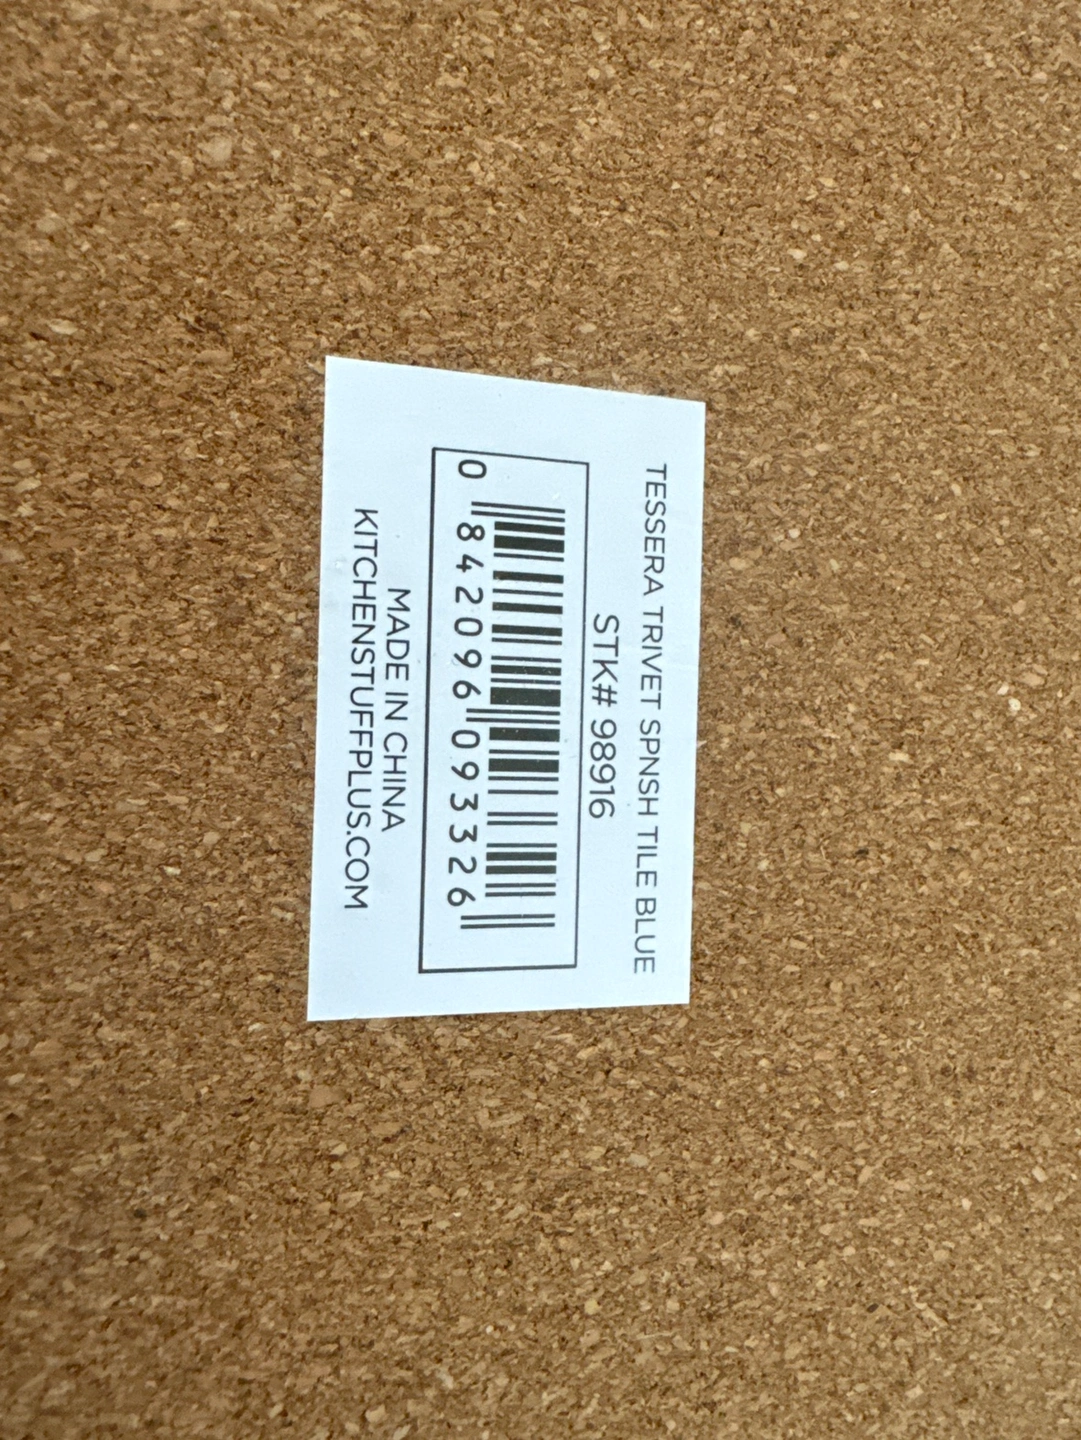 TESSERA TRIVET SPNSH TILE BLUE
STK# 98916
0 842096 093326
MADE IN CHINA
KITCHENSTUFFPLUS.COM